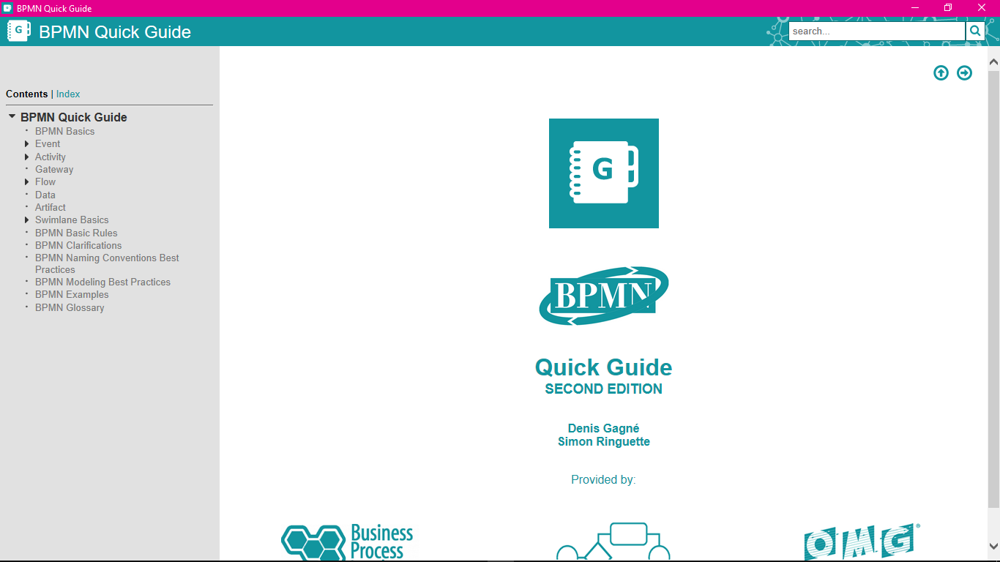 BPMN Quick Guide
G BPMN Quick Guide
search...
Contents | Index
BPMN Quick Guide
BPMN Basics
Event
Activity
Gateway
Flow
Data
Artifact
Swimlane Basics
BPMN Basic Rules
BPMN Clarifications
BPMN Naming Conventions Best
Practices
BPMN Modeling Best Practices
BPMN Examples
BPMN Glossary
G
BPMN
Quick Guide
SECOND EDITION
Denis Gagné
Simon Ringuette
Provided by:
Business
Process
OMG®